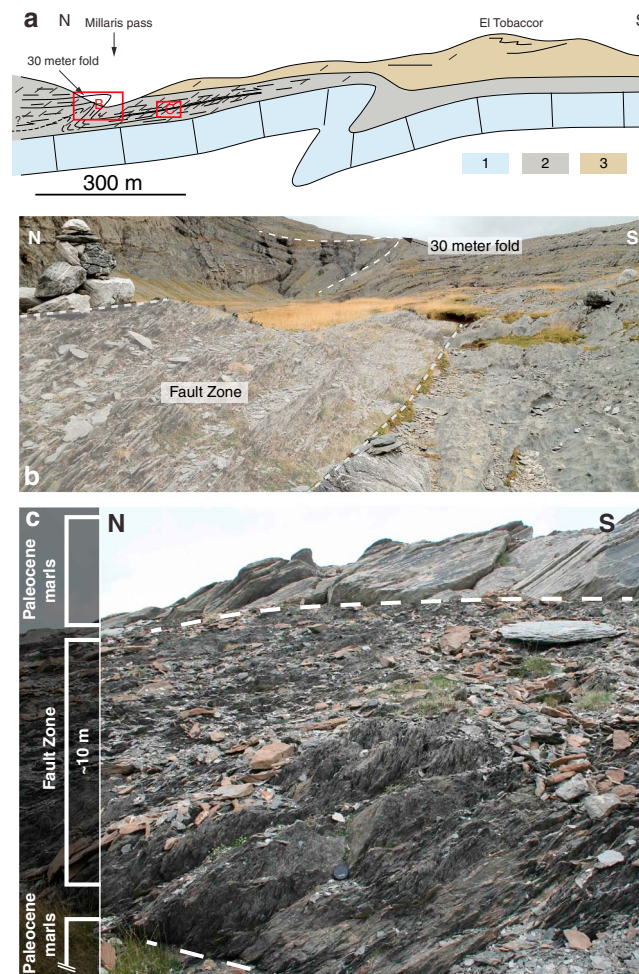 a N Millaris pass El Tobaccor S
30 meter fold
B
C
300 m
1 2 3
N 30 meter fold S
Fault Zone
b
c N S
Paleocene
marls
Fault Zone
~10 m
Paleocene
marls